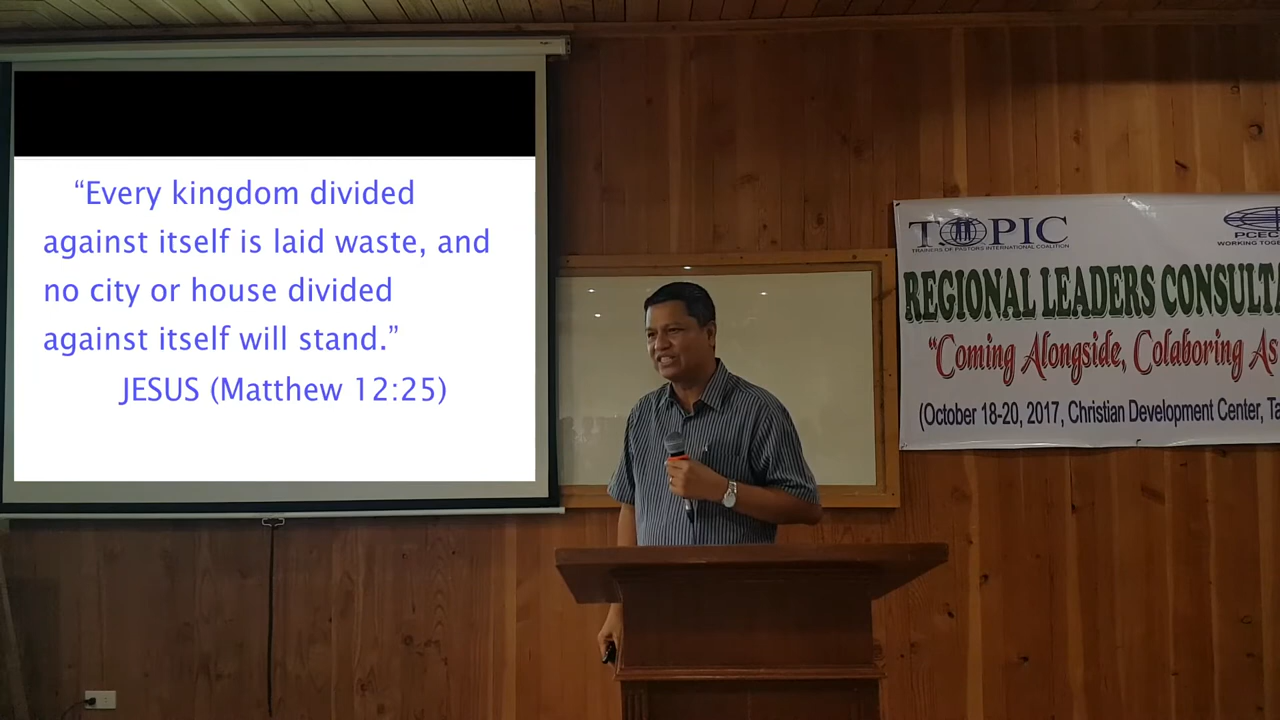 “Every kingdom divided
against itself is laid waste, and
no city or house divided
against itself will stand.”
JESUS (Matthew 12:25)
TOPIC
TRAINERS OF PASTORS INTERNATIONAL COALITION
PCEC
WORKING
REGIONAL LEADERS
“Coming Alongside, Colaboring As
(October 18-20, 2017, Christian Development Center,